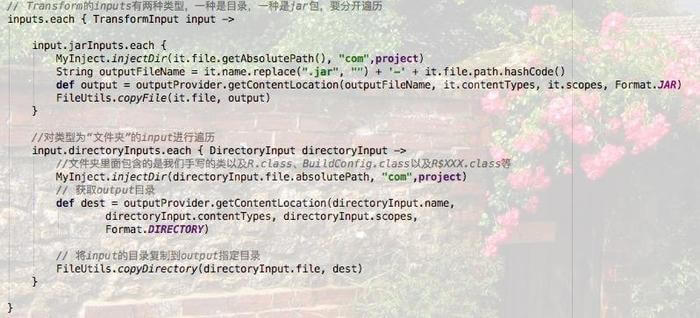 // Transform的inputs有两种类型，一种是目录，一种是jar包，要分开遍历
inputs.each { TransformInput input ->
input.jarInputs.each {
MyInject.injectDir(it.file.getAbsolutePath(), "com",project)
String outputFileName = it.name.replace(".jar", "") + '-' + it.file.path.hashCode()
def output = outputProvider.getContentLocation(outputFileName, it.contentTypes, it.scopes, Format.JAR)
FileUtils.copyFile(it.file, output)
}
//对类型为“文件夹”的input进行遍历
input.directoryInputs.each { DirectoryInput directoryInput ->
//文件夹里面包含的是我们手写的类以及R.class、BuildConfig.class以及R$XXX.class等
MyInject.injectDir(directoryInput.file.absolutePath, "com",project)
// 获取output目录
def dest = outputProvider.getContentLocation(directoryInput.name,
directoryInput.contentTypes, directoryInput.scopes,
Format.DIRECTORY)
// 将input的目录复制到output指定目录
FileUtils.copyDirectory(directoryInput.file, dest)
}
}